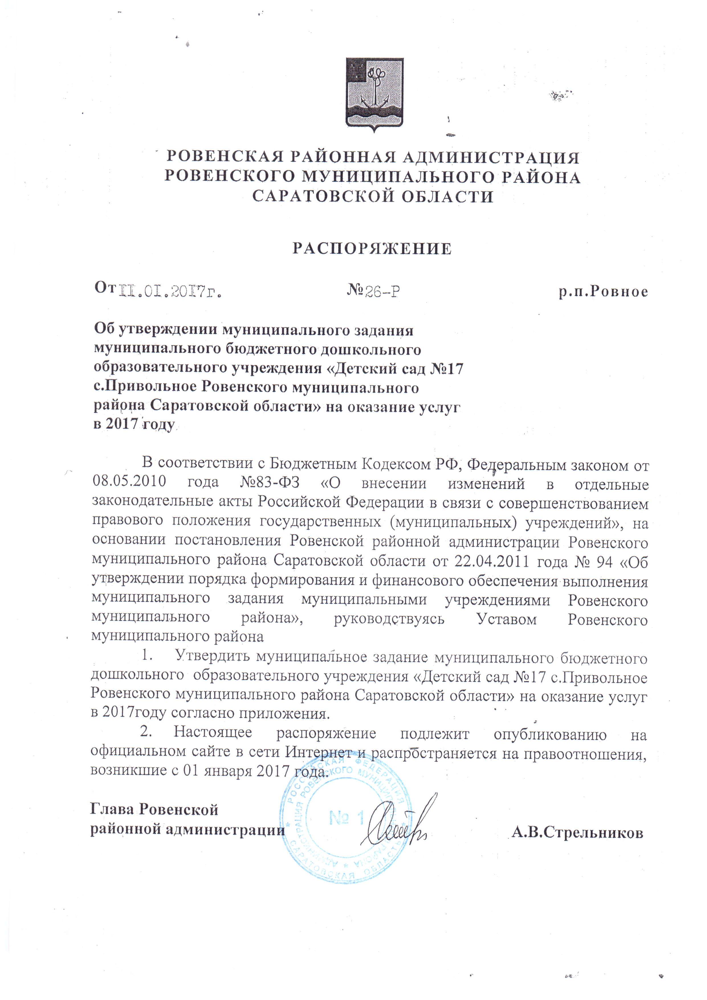 РОВЕНСКАЯ РАЙОННАЯ АДМИНИСТРАЦИЯ
РОВЕНСКОГО МУНИЦИПАЛЬНОГО РАЙОНА
САРАТОВСКОЙ ОБЛАСТИ
РАСПОРЯЖЕНИЕ
От II.0I.20I7г. №26-Р р.п.Ровное
Об утверждении муниципального задания
муниципального бюджетного дошкольного
образовательного учреждения «Детский сад №17
с.Привольное Ровенского муниципального
района Саратовской области» на оказание услуг
в 2017 году
В соответствии с Бюджетным Кодексом РФ, Федеральным законом от
08.05.2010 года №83-ФЗ «О внесении изменений в отдельные
законодательные акты Российской Федерации в связи с совершенствованием
правового положения государственных (муниципальных) учреждений», на
основании постановления Ровенской районной администрации Ровенского
муниципального района Саратовской области от 22.04.2011 года № 94 «Об
утверждении порядка формирования и финансового обеспечения выполнения
муниципального задания муниципальными учреждениями Ровенского
муниципального района», руководствуясь Уставом Ровенского
муниципального района
1. Утвердить муниципальное задание муниципального бюджетного
дошкольного образовательного учреждения «Детский сад №17 с.Привольное
Ровенского муниципального района Саратовской области» на оказание услуг
в 2017году согласно приложения.
2. Настоящее распоряжение подлежит опубликованию на
официальном сайте в сети Интернет и распространяется на правоотношения,
возникшие с 01 января 2017 года.
Глава Ровенской
районной администрации А.В.Стрельников
РОССИЙСКАЯ ФЕДЕРАЦИЯ * САРАТОВСКАЯ ОБЛАСТЬ *
АДМИНИСТРАЦИЯ РОВЕНСКОГО МУНИЦИПАЛЬНОГО РАЙОНА *
№ 1